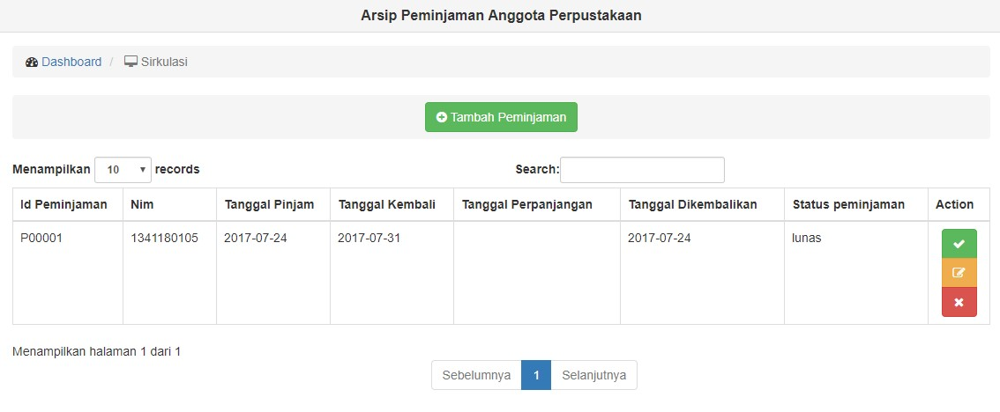 Arsip Peminjaman Anggota Perpustakaan
Dashboard / Sirkulasi
Tambah Peminjaman
Menampilkan 10 records Search:
Id Peminjaman Nim Tanggal Pinjam Tanggal Kembali Tanggal Perpanjangan Tanggal Dikembalikan Status peminjaman Action
P00001 1341180105 2017-07-24 2017-07-31 2017-07-24 lunas
Menampilkan halaman 1 dari 1
Sebelumnya 1 Selanjutnya